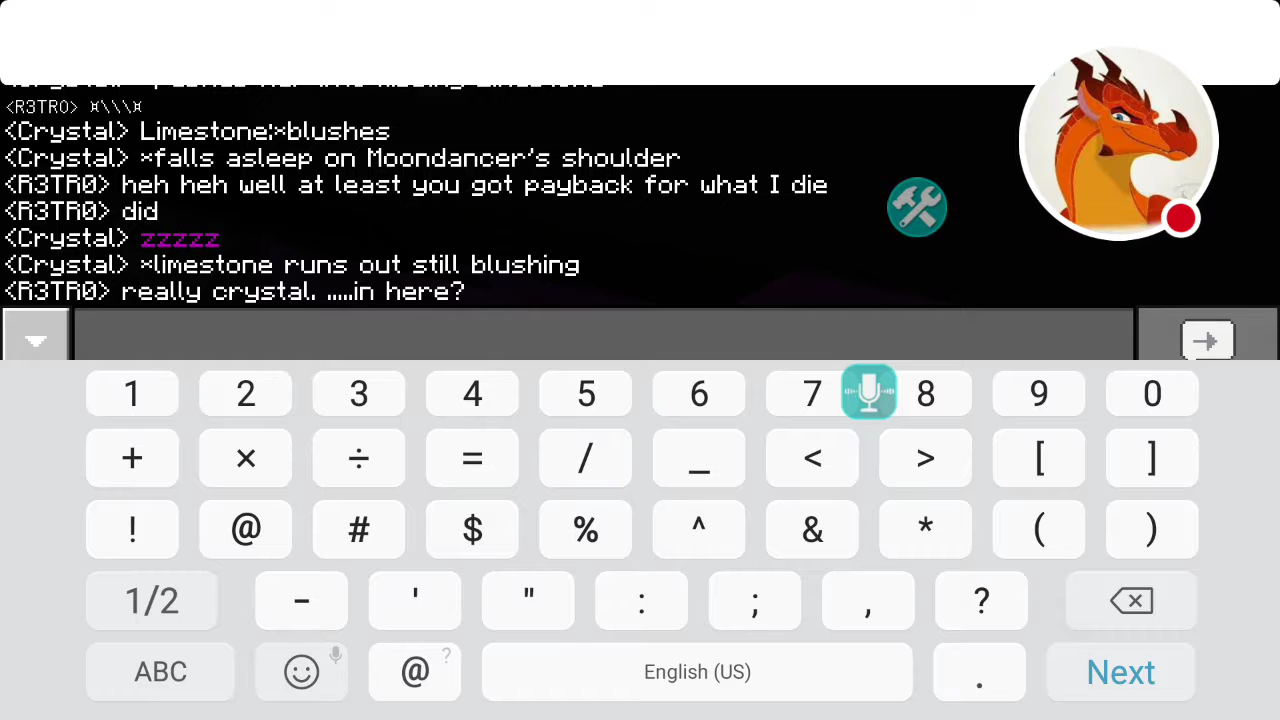 <R3TR0> ¤\\\¤
<Crystal> Limestone:×blushes
<Crystal> ×falls asleep on Moondancer's shoulder
<R3TR0> heh heh well at least you got payback for what I die
<R3TR0> did
<Crystal> zzzzz
<Crystal> ×limestone runs out still blushing
<R3TR0> really crystal. .....in here?
1 2 3 4 5 6 7 8 9 0
+ × ÷ = / _ < > [ ]
! @ # $ % ^ & * ( )
1/2 - ' " : ; , ?
ABC @ ? English (US) . Next